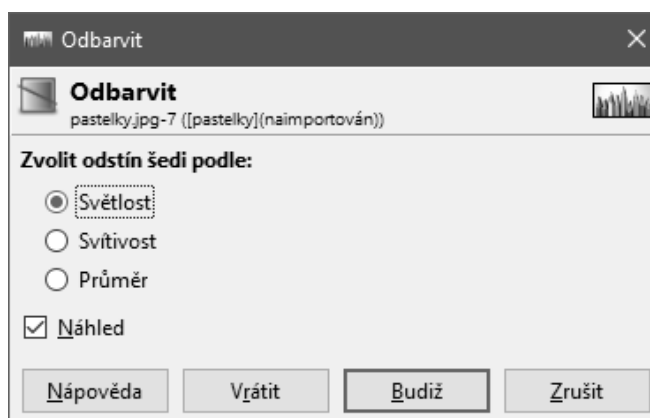 Odbarvit
Odbarvit
pastelky.jpg-7 ([pastelky](naimportován))
Zvolit odstín šedi podle:
Světlost
Svítivost
Průměr
Náhled
Nápověda Vrátit Budiž Zrušit